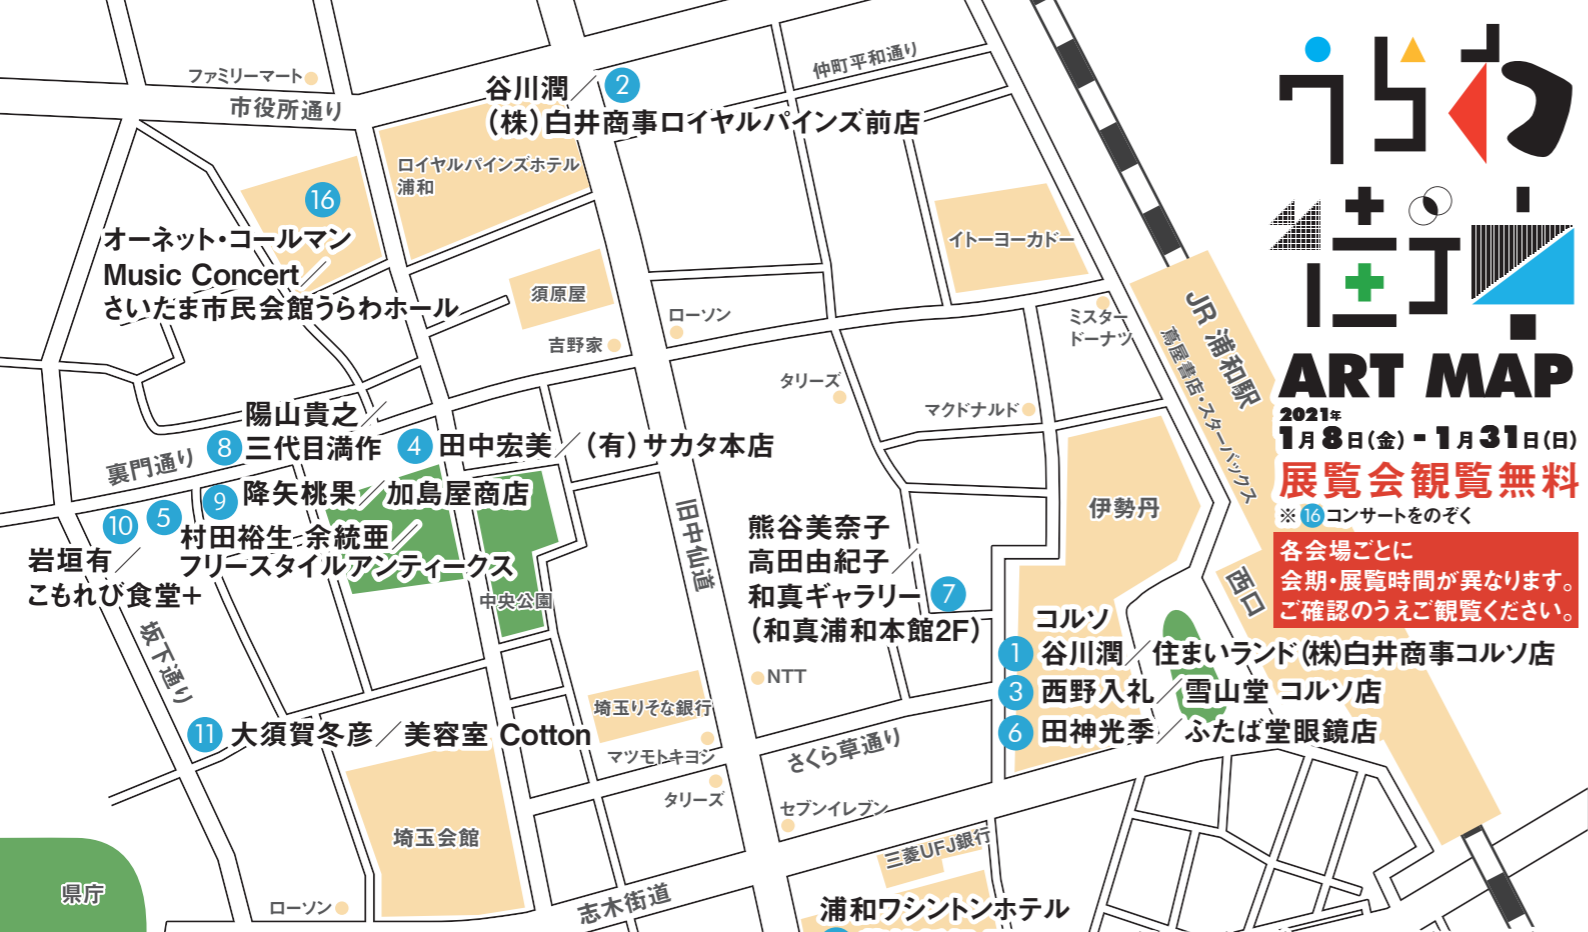 ファミリーマート
市役所通り
谷川潤／
2
（株）白井商事ロイヤルパインズ前店
仲町平和通り
ロイヤルパインズホテル
浦和
16
オーネット・コールマン
Music Concert／
さいたま市民会館うらわホール
イトーヨーカドー
須原屋
吉野家
ローソン
ミスター
ドーナツ
タリーズ
マクドナルド
JR 浦和駅
蔦屋書店・スターバックス
うらわ
ART MAP
2021年
1月8日(金) - 1月31日(日)
展覧会観覧無料
※16コンサートをのぞく
各会場ごとに
会期・展覧時間が異なります。
ご確認のうえご観覧ください。
陽山貴之／
8 三代目満作
4 田中宏美／（有）サカタ本店
裏門通り
9 降矢桃果／加島屋商店
10
5
村田裕生 余統亜／
フリースタイルアンティークス
岩垣有／
こもれび食堂＋
中央公園
旧中仙道
坂下通り
熊谷美奈子
高田由紀子／
和真ギャラリー
7
（和真浦和本館2F）
伊勢丹
西口
コルソ
1 谷川潤／住まいランド(株)白井商事コルソ店
3 西野入礼／雪山堂 コルソ店
6 田神光季／ふたば堂眼鏡店
NTT
埼玉りそな銀行
11 大須賀冬彦／美容室 Cotton
マツモトキヨシ
さくら草通り
タリーズ
セブンイレブン
埼玉会館
三菱UFJ銀行
県庁
ローソン
志木街道
浦和ワシントンホテル